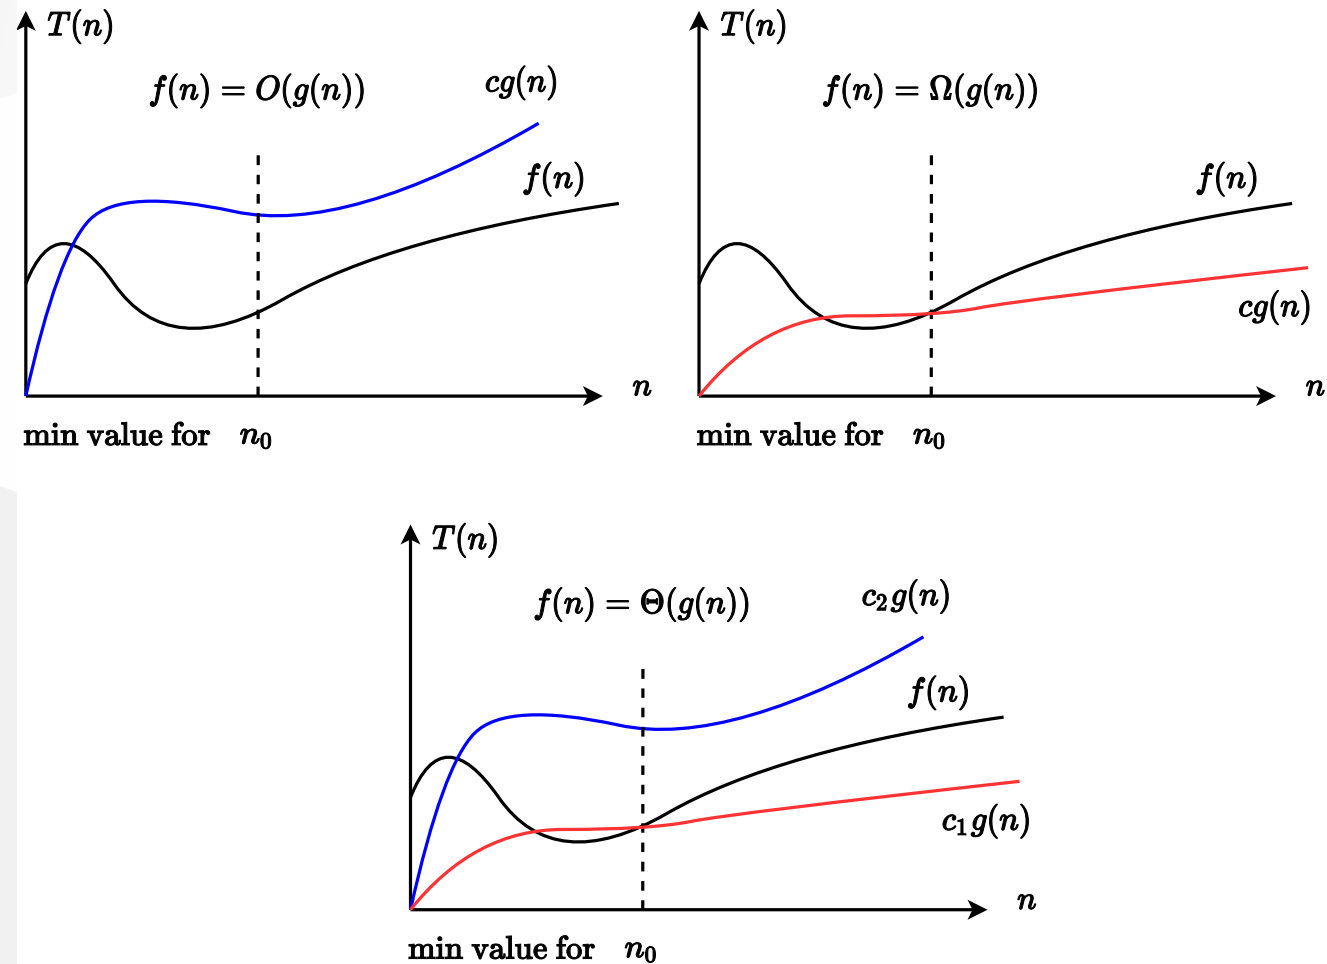 T(n)
f(n) = O(g(n))
cg(n)
f(n)
n
min value for n₀
T(n)
f(n) = Ω(g(n))
f(n)
cg(n)
n
min value for n₀
T(n)
f(n) = Θ(g(n))
c₂g(n)
f(n)
c₁g(n)
n
min value for n₀